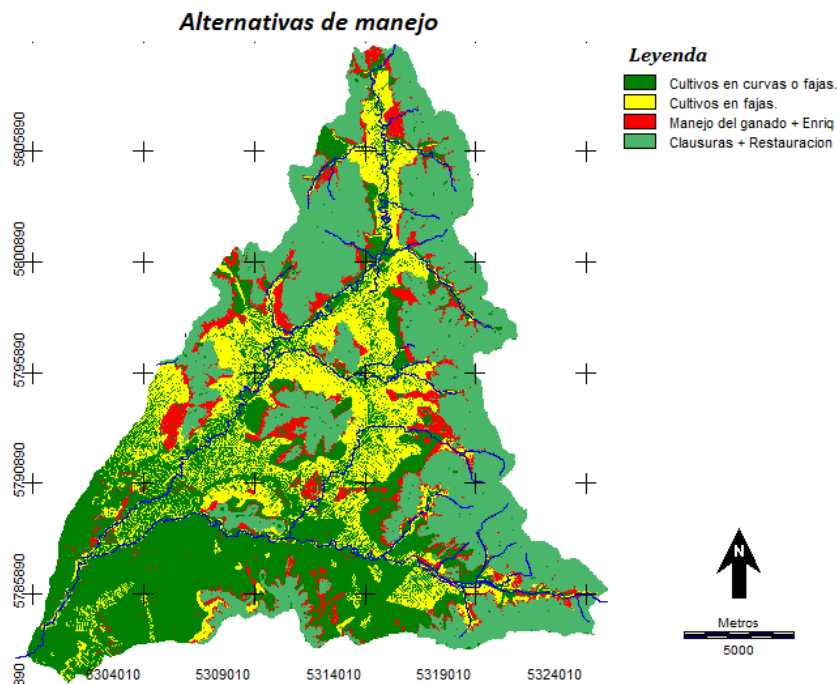 Alternativas de manejo
Leyenda
Cultivos en curvas o fajas.
Cultivos en fajas.
Manejo del ganado + Enriq
Clausuras + Restauracion
5805890
5800890
5795890
5790890
5785890
890
5304010 5309010 5314010 5319010 5324010
N
Metros
5000